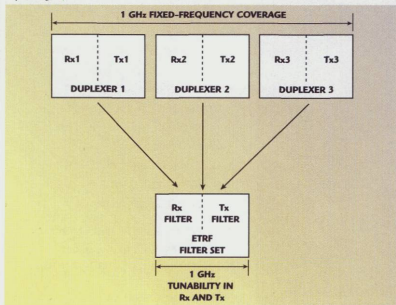 1 GHz FIXED–FREQUENCY COVERAGE
Rx1 Tx1 Rx2 Tx2 Rx3 Tx3
DUPLEXER 1 DUPLEXER 2 DUPLEXER 3
Rx FILTER Tx FILTER
ETRF
FILTER SET
1 GHz
TUNABILITY IN
Rx AND Tx